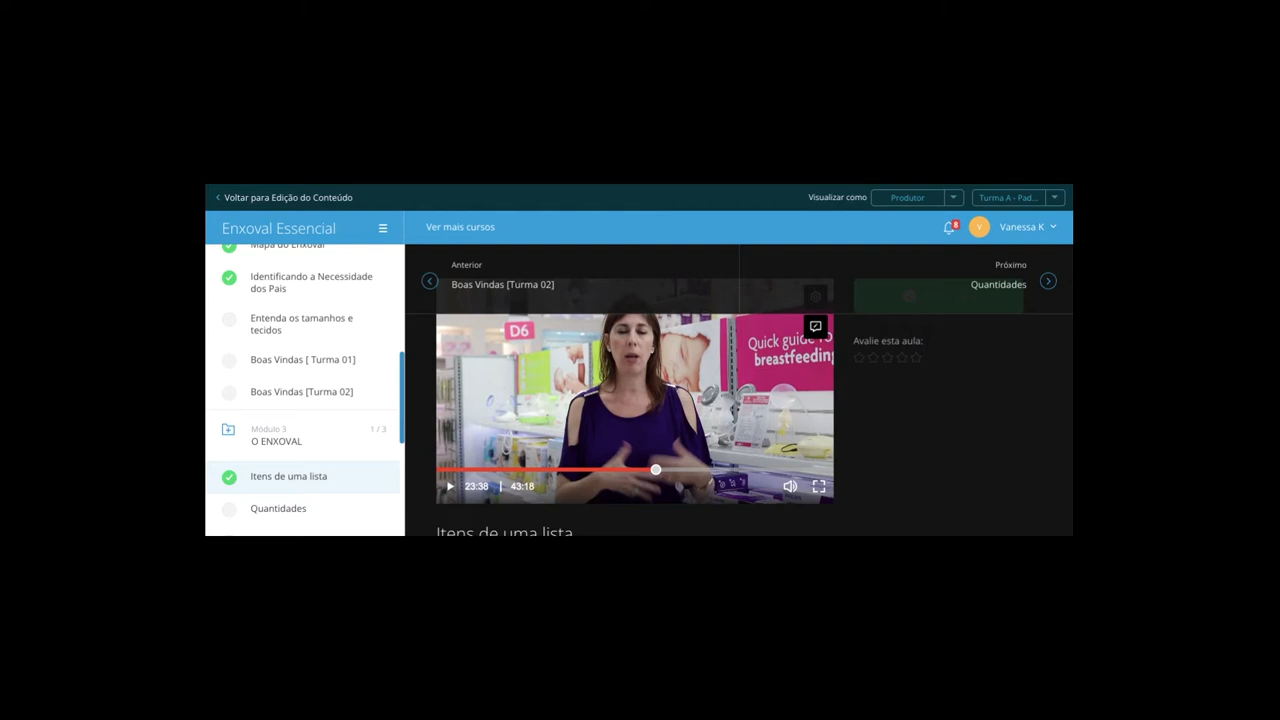 Voltar para Edição do Conteúdo
Visualizar como
Produtor
Turma A - Pad...
Enxoval Essencial
Ver mais cursos
8
V
Vanessa K
Mapa do Enxoval
Identificando a Necessidade
dos Pais
Entenda os tamanhos e
tecidos
Boas Vindas [ Turma 01]
Boas Vindas [Turma 02]
Módulo 3
1 / 3
O ENXOVAL
Itens de uma lista
Quantidades
Anterior
Boas Vindas [Turma 02]
Próximo
Quantidades
D6
Quick guide to
breastfeeding
23:38 | 43:18
Avalie esta aula:
Itens de uma lista